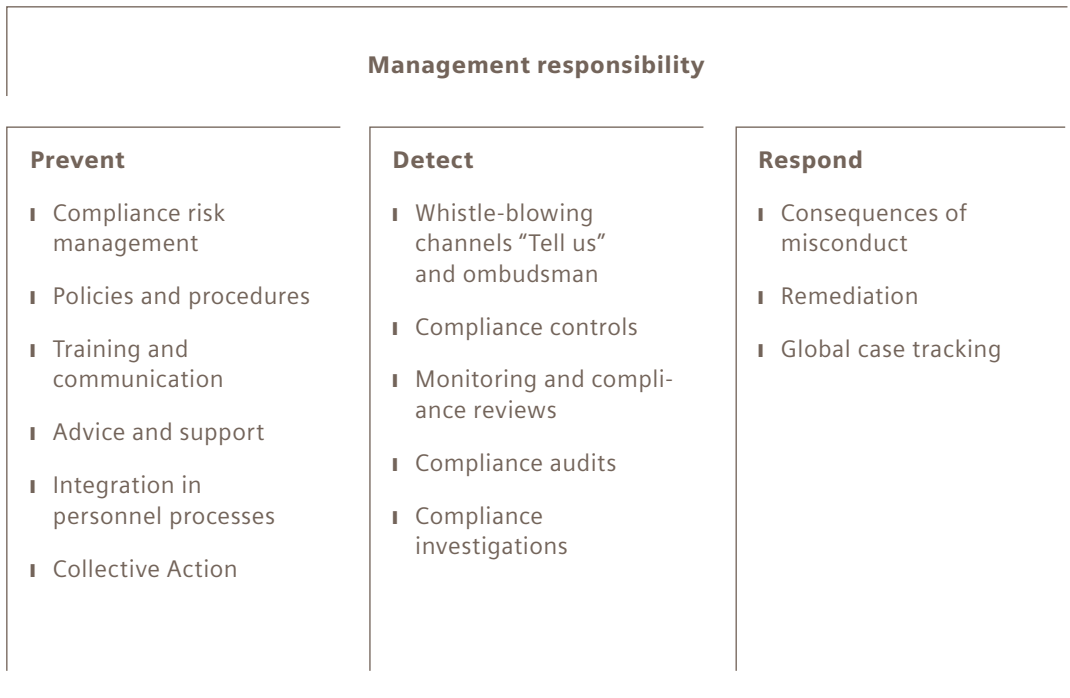 Management responsibility
Prevent
Compliance risk
management
Policies and procedures
Training and
communication
Advice and support
Integration in
personnel processes
Collective Action
Detect
Whistle-blowing
channels “Tell us”
and ombudsman
Compliance controls
Monitoring and compli-
ance reviews
Compliance audits
Compliance
investigations
Respond
Consequences of
misconduct
Remediation
Global case tracking